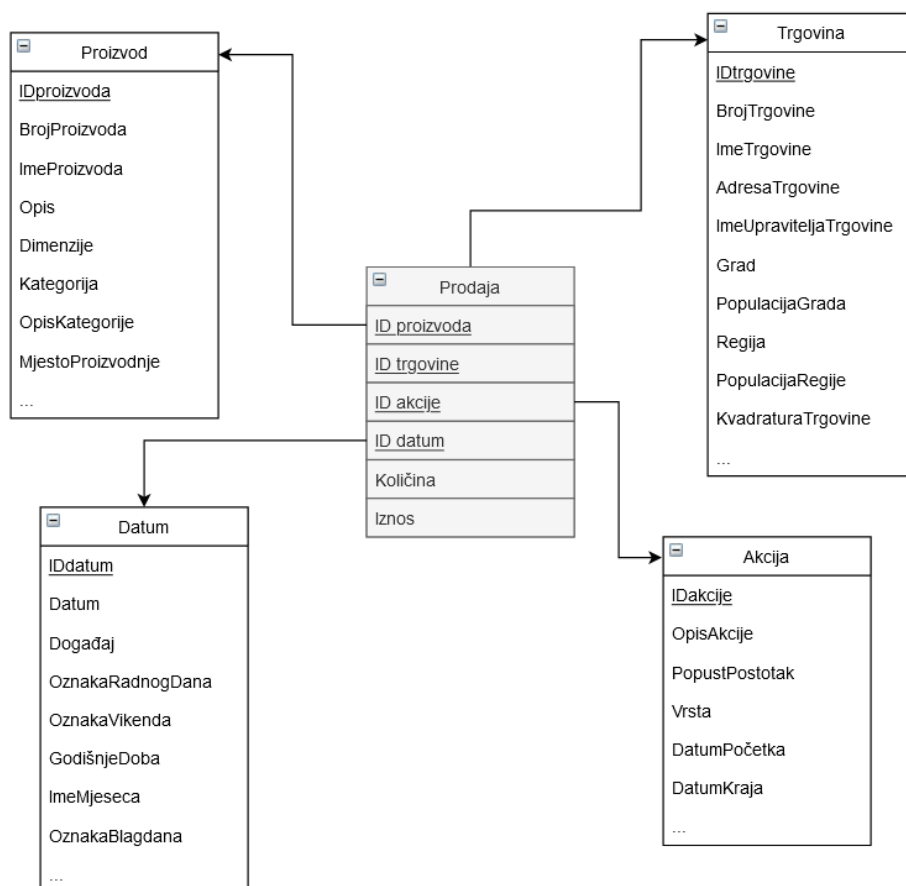 Proizvod
IDproizvoda
BrojProizvoda
ImeProizvoda
Opis
Dimenzije
Kategorija
OpisKategorije
MjestoProizvodnje
...
Trgovina
IDtrgovine
BrojTrgovine
ImeTrgovine
AdresaTrgovine
ImeUpraviteljaTrgovine
Grad
PopulacijaGrada
Regija
PopulacijaRegije
KvadraturaTrgovine
...
Prodaja
ID proizvoda
ID trgovine
ID akcije
ID datum
Količina
Iznos
Datum
IDdatum
Datum
Događaj
OznakaRadnogDana
OznakaVikenda
GodišnjeDoba
ImeMjeseca
OznakaBlagdana
...
Akcija
IDakcije
OpisAkcije
PopustPostotak
Vrsta
DatumPočetka
DatumKraja
...